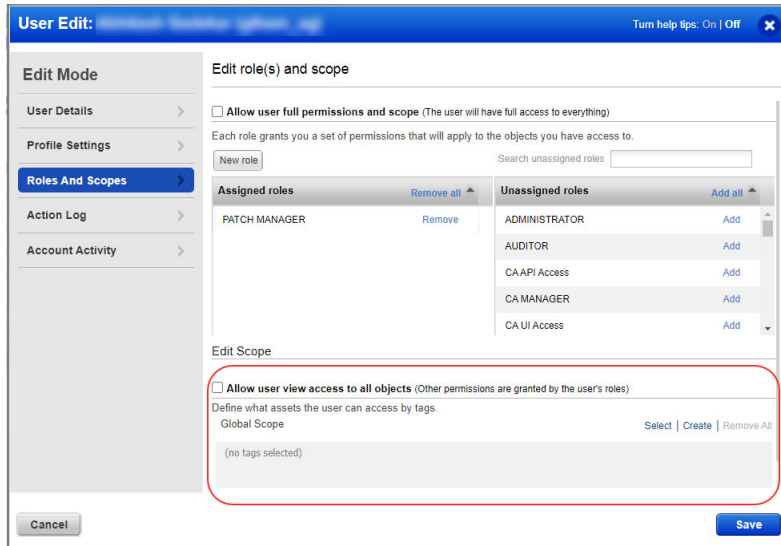 User Edit:
Turn help tips: On | Off
Edit Mode
User Details
Profile Settings
Roles And Scopes
Action Log
Account Activity
Edit role(s) and scope
Allow user full permissions and scope (The user will have full access to everything)
Each role grants you a set of permissions that will apply to the objects you have access to.
New role
Search unassigned roles
Assigned roles Remove all
PATCH MANAGER Remove
Unassigned roles Add all
ADMINISTRATOR Add
AUDITOR Add
CA API Access Add
CA MANAGER Add
CA UI Access Add
Edit Scope
Allow user view access to all objects (Other permissions are granted by the user's roles)
Define what assets the user can access by tags.
Global Scope Select | Create | Remove All
(no tags selected)
Cancel
Save